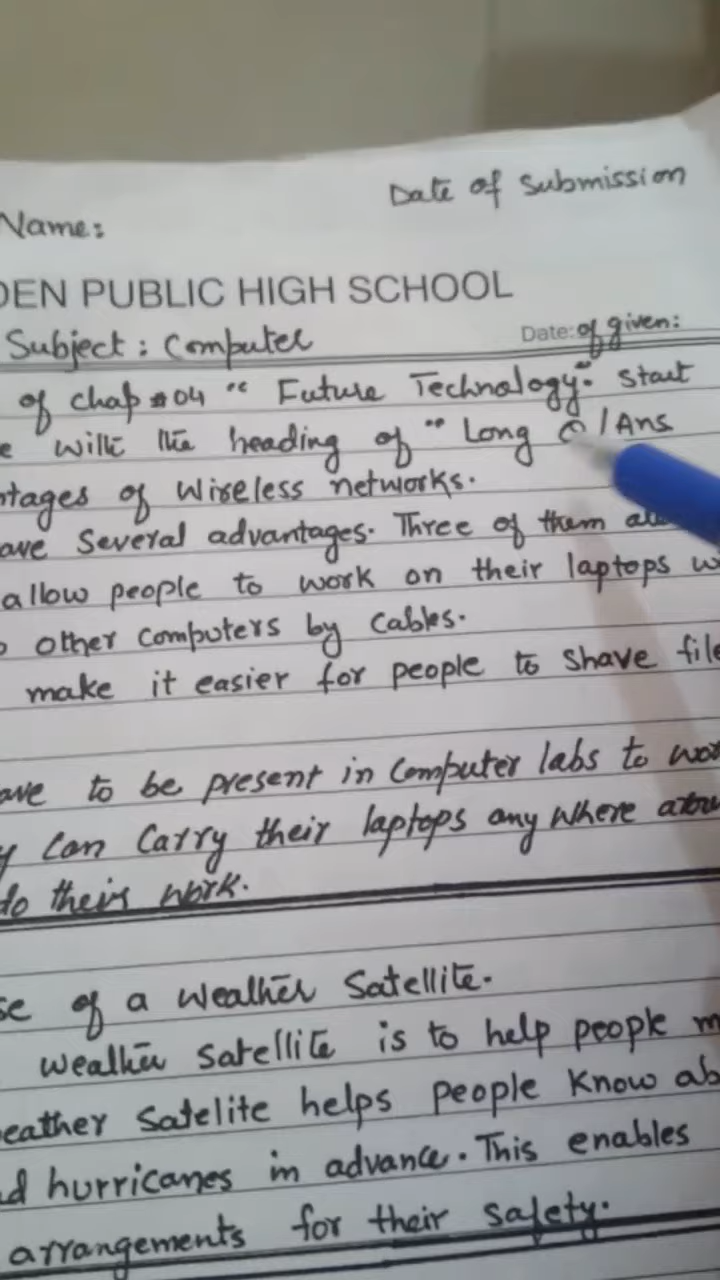 Date of Submission
Name:
DEN PUBLIC HIGH SCHOOL
Subject: Computer
Date: of given:
of chap # 04 " Future Technology". Start
e with the heading of " Long Q/Ans
ntages of Wireless networks.
ave Several advantages. Three of them
allow people to work on their laptops w
o other computers by Cables.
make it easier for people to Shave file
ave to be present in Computer labs to wor
y Can Carry their laptops any where arou
do their work.
se of a Weather Satellite.
Weather Satellite is to help people m
eather Satelite helps people know ab
d hurricanes in advance. This enables
arrangements for their safety.